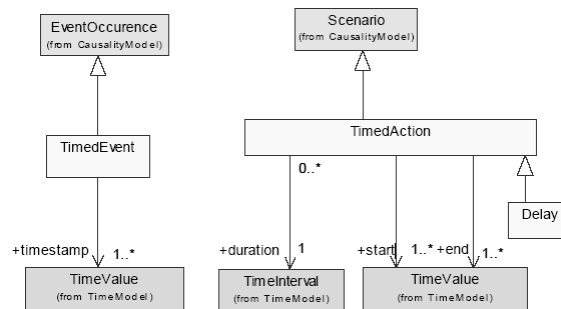 EventOccurence
(from CausalityModel)
Scenario
(from CausalityModel)
TimedEvent
TimedAction
0..*
Delay
+timestamp
1..*
+duration
1
+start
1..*
+end
1..*
TimeValue
(from TimeModel)
TimeInterval
(from TimeModel)
TimeValue
(from TimeModel)